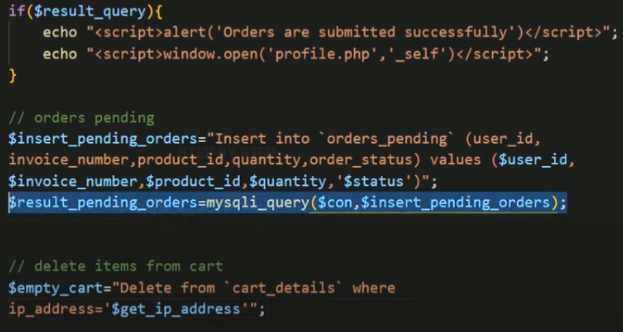 if($result_query){
echo "<script>alert('Orders are submitted successfully')</script>";
echo "<script>window.open('profile.php','_self')</script>";
}
// orders pending
$insert_pending_orders="Insert into `orders_pending` (user_id,
invoice_number,product_id,quantity,order_status) values ($user_id,
$invoice_number,$product_id,$quantity,'$status')";
$result_pending_orders=mysqli_query($con,$insert_pending_orders);
// delete items from cart
$empty_cart="Delete from `cart_details` where
ip_address='$get_ip_address'";